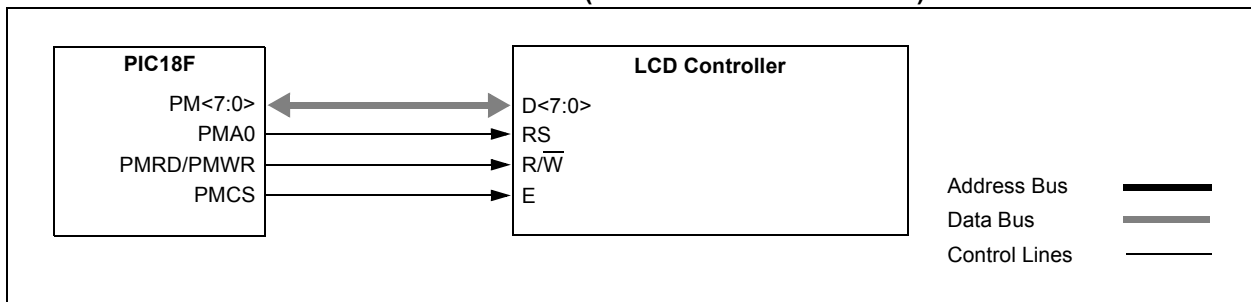 PIC18F
PM<7:0>
PMA0
PMRD/PMWR
PMCS
LCD Controller
D<7:0>
RS
R/W̅
E
Address Bus
Data Bus
Control Lines